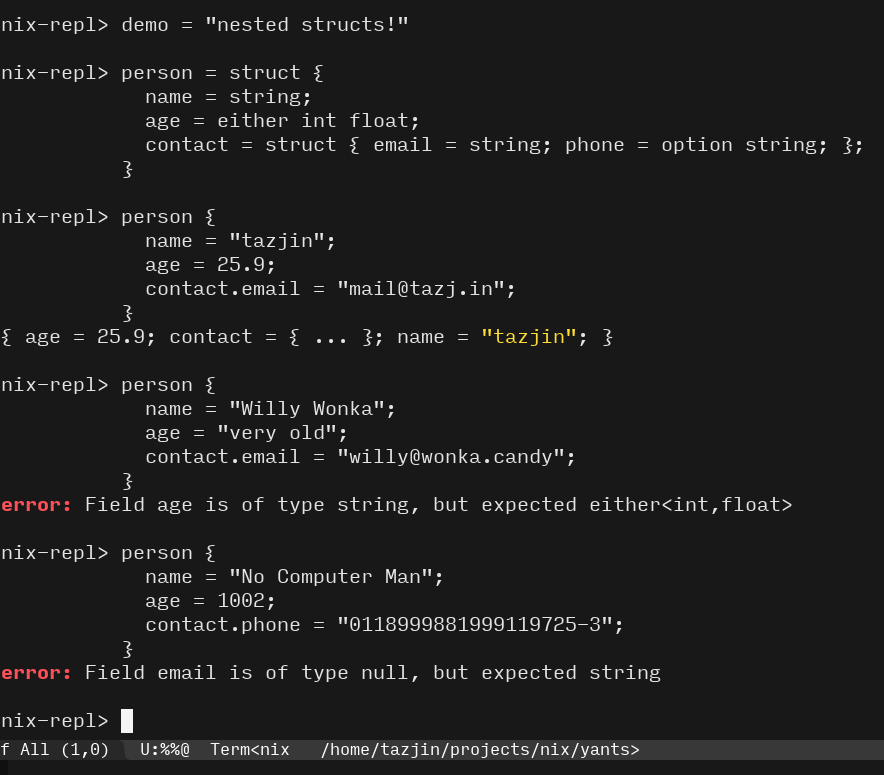 nix-repl> demo = "nested structs!"

nix-repl> person = struct {
            name = string;
            age = either int float;
            contact = struct { email = string; phone = option string; };
          }

nix-repl> person {
            name = "tazjin";
            age = 25.9;
            contact.email = "mail@tazj.in";
          }
{ age = 25.9; contact = { ... }; name = "tazjin"; }

nix-repl> person {
            name = "Willy Wonka";
            age = "very old";
            contact.email = "willy@wonka.candy";
          }
error: Field age is of type string, but expected either<int,float>

nix-repl> person {
            name = "No Computer Man";
            age = 1002;
            contact.phone = "0118999881999119725-3";
          }
error: Field email is of type null, but expected string

nix-repl>
f All (1,0)   U:%%@  Term<nix   /home/tazjin/projects/nix/yants>